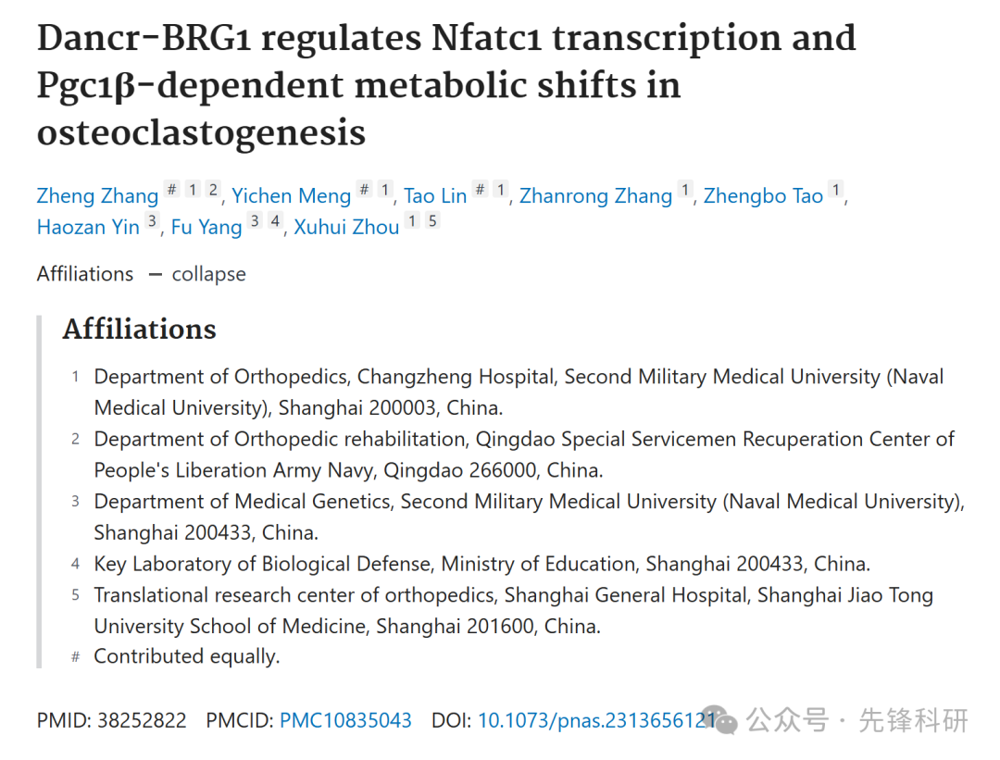 Dancr-BRG1 regulates Nfatc1 transcription and
Pgc1β-dependent metabolic shifts in
osteoclastogenesis
Zheng Zhang # 1 2, Yichen Meng # 1, Tao Lin # 1, Zhanrong Zhang 1, Zhengbo Tao 1,
Haozan Yin 3, Fu Yang 3 4, Xuhui Zhou 1 5
Affiliations — collapse
Affiliations
1 Department of Orthopedics, Changzheng Hospital, Second Military Medical University (Naval
Medical University), Shanghai 200003, China.
2 Department of Orthopedic rehabilitation, Qingdao Special Servicemen Recuperation Center of
People's Liberation Army Navy, Qingdao 266000, China.
3 Department of Medical Genetics, Second Military Medical University (Naval Medical University),
Shanghai 200433, China.
4 Key Laboratory of Biological Defense, Ministry of Education, Shanghai 200433, China.
5 Translational research center of orthopedics, Shanghai General Hospital, Shanghai Jiao Tong
University School of Medicine, Shanghai 201600, China.
# Contributed equally.
PMID: 38252822 PMCID: PMC10835043 DOI: 10.1073/pnas.2313656121
公众号 · 先锋科研